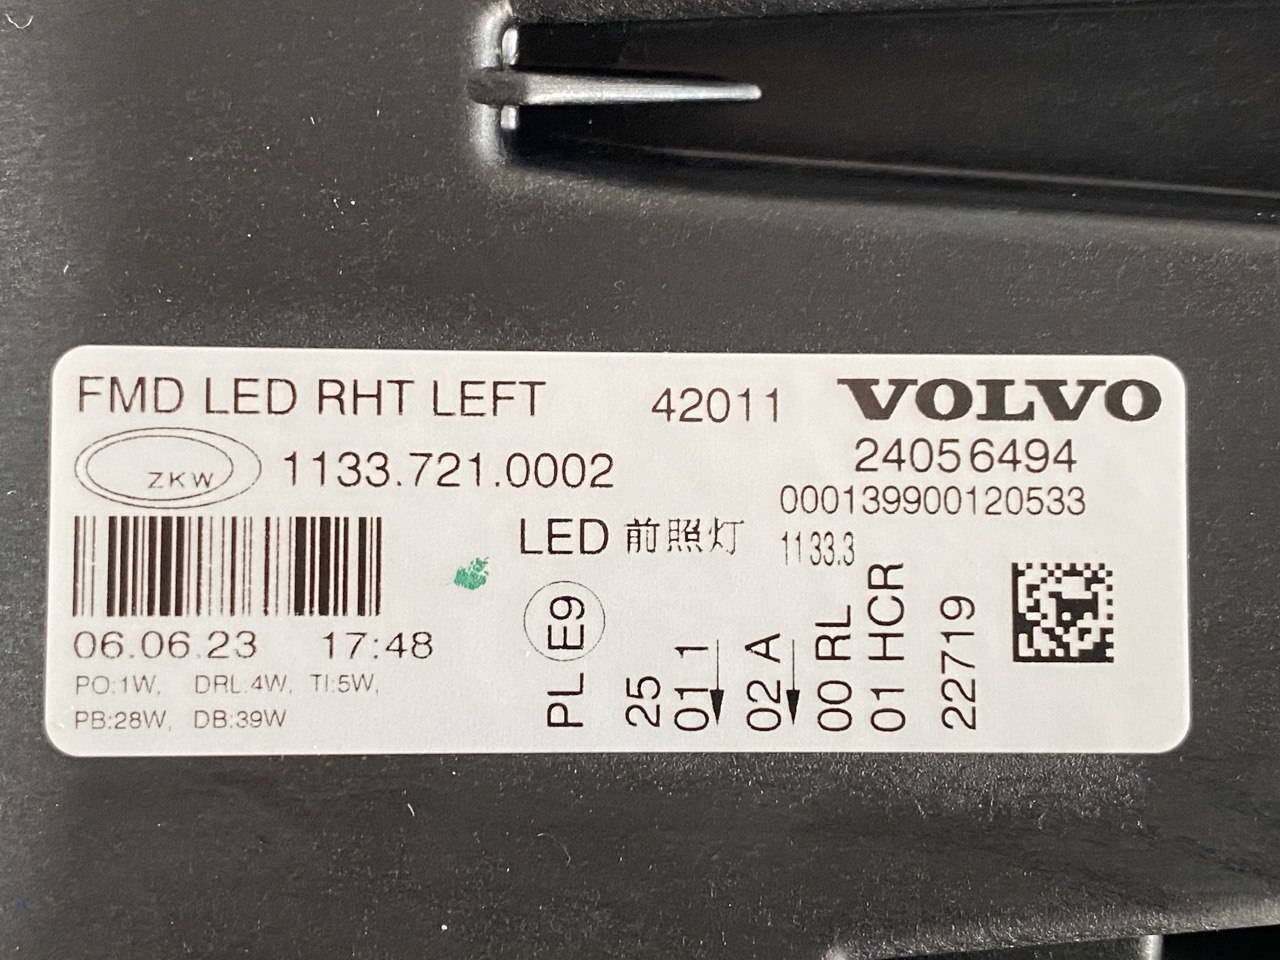 FMD LED RHT LEFT 42011 VOLVO
ZKW 1133.721.0002 24056494
000139900120533
LED 前照灯 1133.3
06.06.23 17:48
PO:1W, DRL:4W, TI:5W,
PB:28W, DB:39W
PL E9
25
01 1
02 A
00 RL
01 HCR
22719